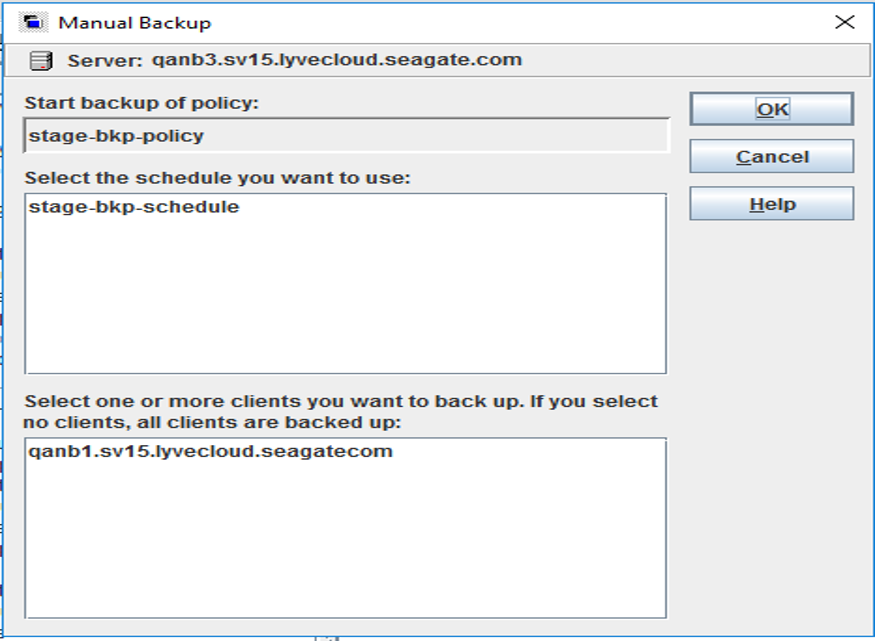 Manual Backup
Server: qanb3.sv15.lyvecloud.seagate.com
Start backup of policy:
OK
stage-bkp-policy
Cancel
Select the schedule you want to use:
stage-bkp-schedule
Help
Select one or more clients you want to back up. If you select
no clients, all clients are backed up:
qanb1.sv15.lyvecloud.seagatecom